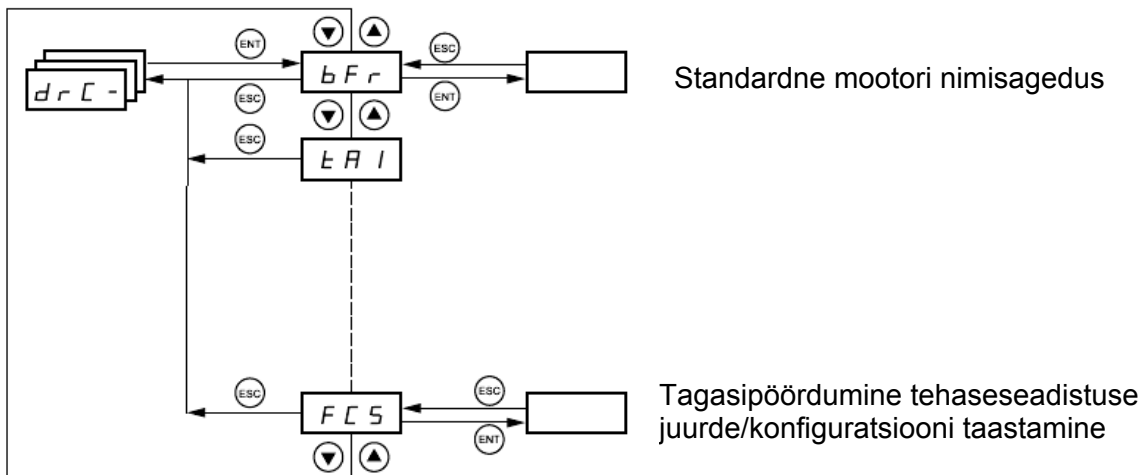 ENT
ESC
drC-
bFr
Standardne mootori nimisagedus
ESC
ENT
ESC
tAI
ESC
FCS
ESC
ENT
Tagasipöördumine tehaseseadistuse
juurde/konfiguratsiooni taastamine